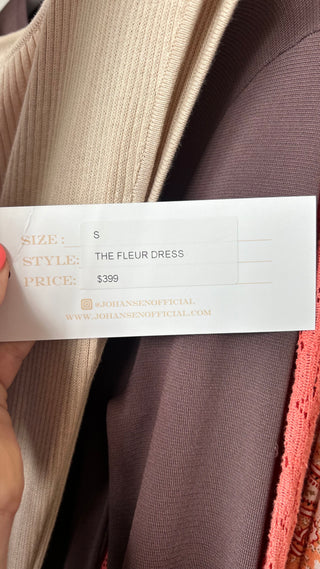 SIZE: S
STYLE: THE FLEUR DRESS
PRICE: $399
@JOHANSENOFFICIAL
WWW.JOHANSENOFFICIAL.COM